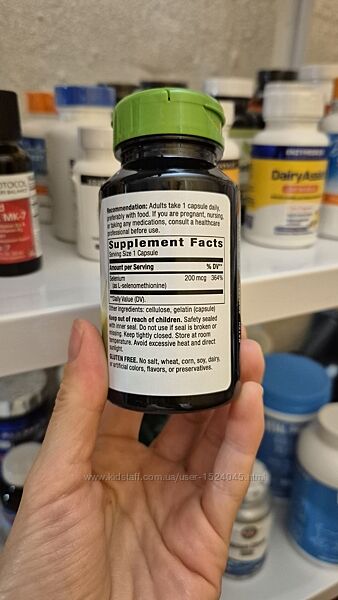 Recommendation: Adults take 1 capsule daily,
preferably with food. If you are pregnant, nursing,
or taking any medications, consult a healthcare
professional before use.
Supplement Facts
Serving Size 1 Capsule
Amount per Serving % DV**
Selenium 200 mcg 364%
(as L-selenomethionine)
**Daily Value (DV).
Other ingredients: cellulose, gelatin (capsule)
Keep out of reach of children. Safety sealed
with inner seal. Do not use if seal is broken or
missing. Keep tightly closed. Store at room
temperature. Avoid excessive heat and direct
sunlight.
GLUTEN FREE. No salt, wheat, corn, soy, dairy,
or artificial colors, flavors, or preservatives.
MK-7
KAL
www.kidstaff.com.ua/user-1524045.html